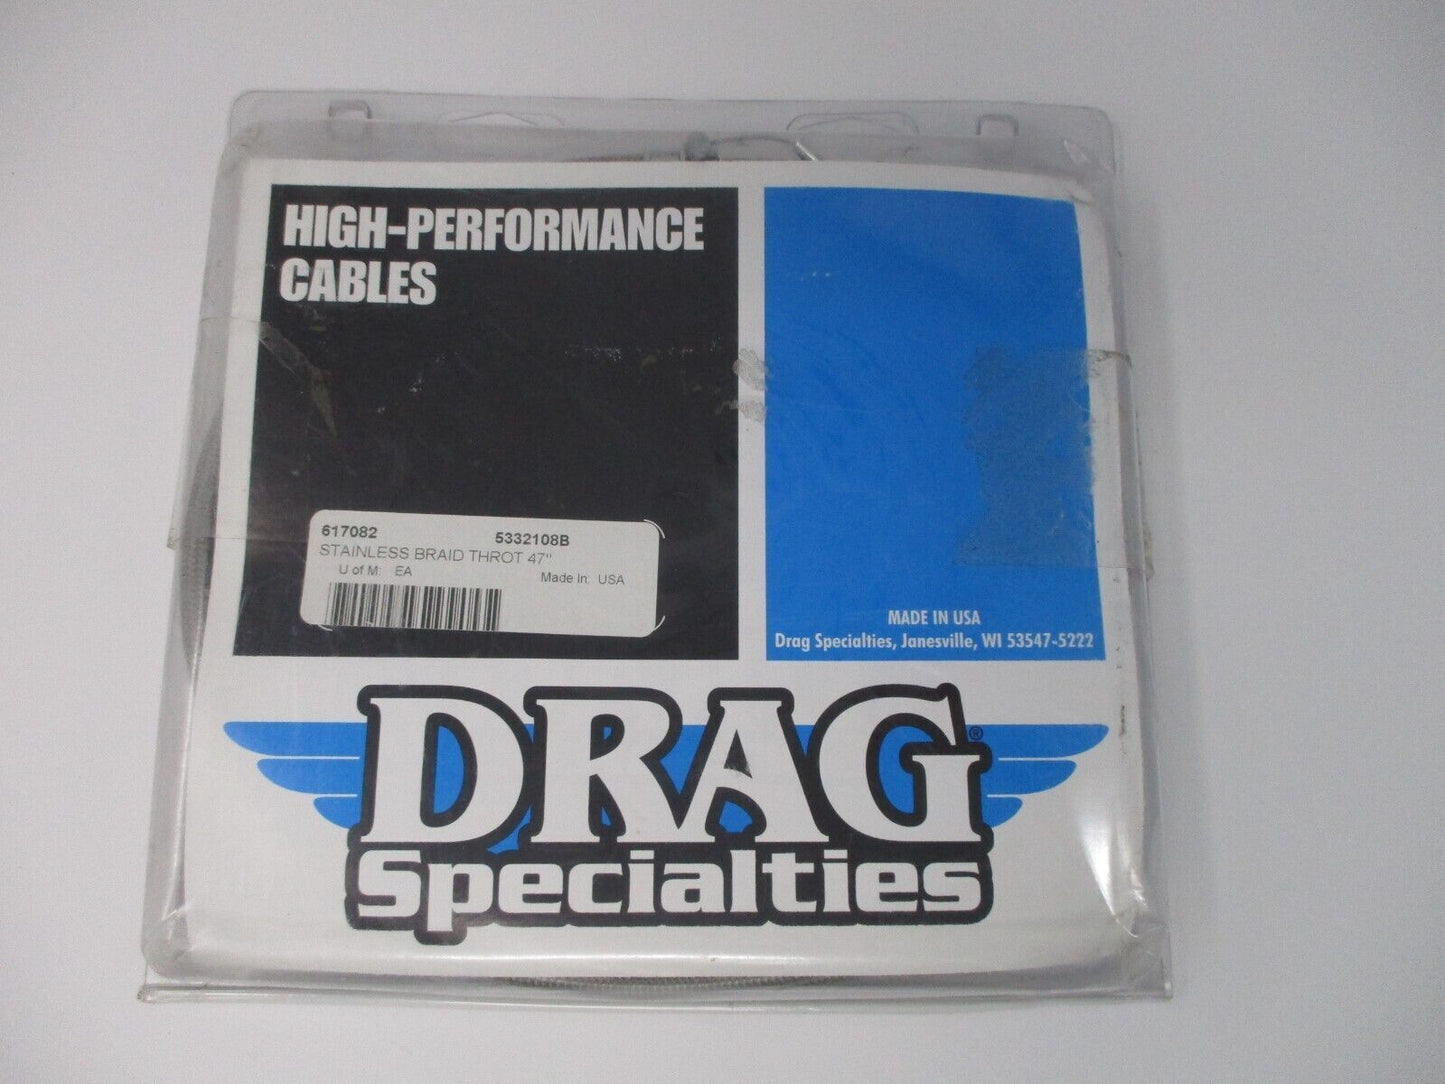 HIGH-PERFORMANCE
CABLES
617082 5332108B
STAINLESS BRAID THROT 47"
U of M: EA Made In: USA
MADE IN USA
Drag Specialties, Janesville, WI 53547-5222
DRAG®
Specialties